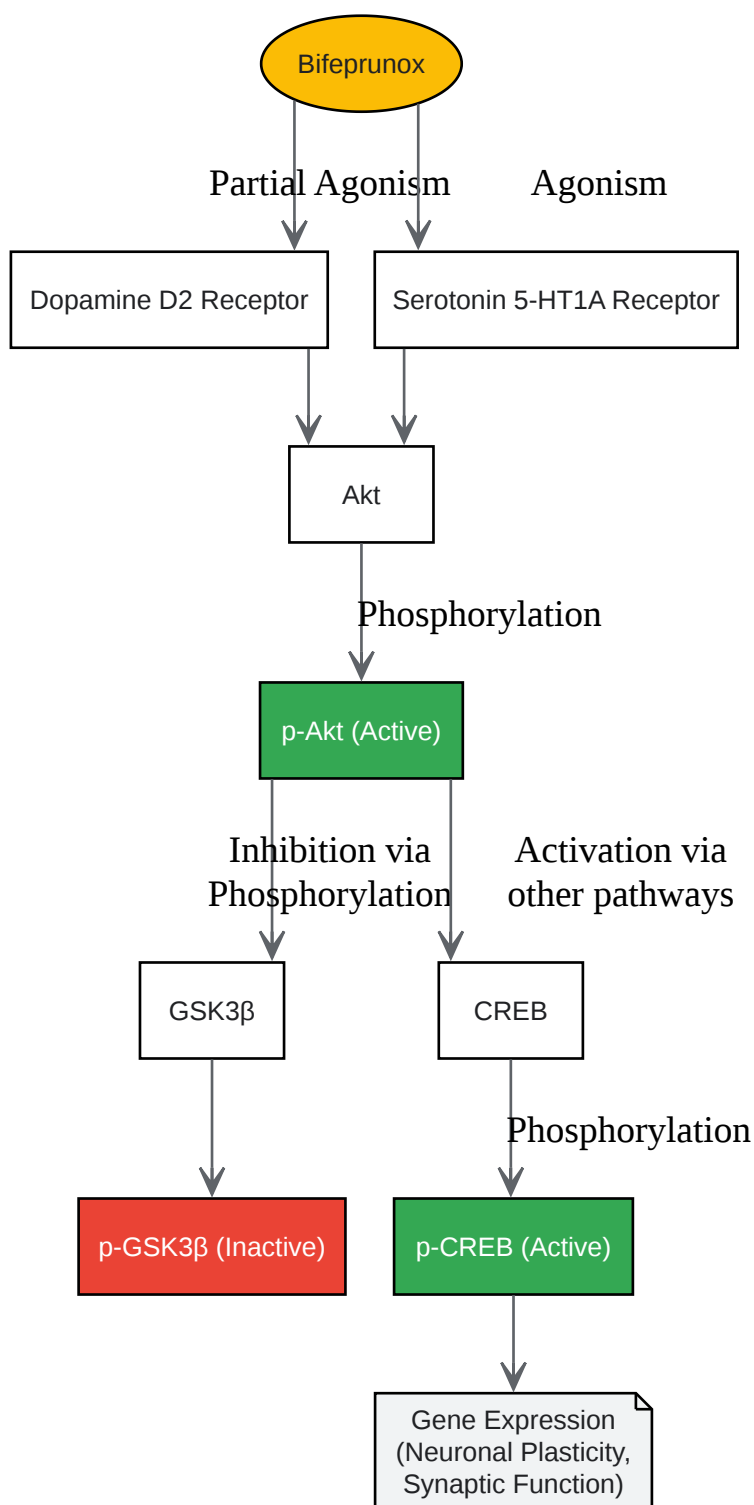 Bifeprunox
Partial Agonism
Agonism
Dopamine D2 Receptor
Serotonin 5-HT1A Receptor
Akt
Phosphorylation
p-Akt (Active)
Inhibition via
Phosphorylation
Activation via
other pathways
GSK3β
CREB
Phosphorylation
p-GSK3β (Inactive)
p-CREB (Active)
Gene Expression
(Neuronal Plasticity,
Synaptic Function)